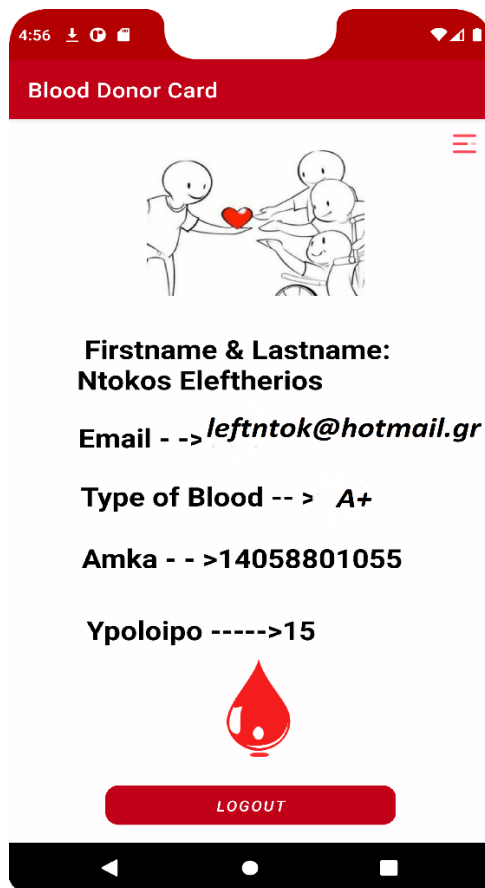 4:56
Blood Donor Card
Firstname & Lastname:
Ntokos Eleftherios
Email - -> leftntok@hotmail.gr
Type of Blood -- > A+
Amka - - >14058801055
Ypoloipo ----->15
LOGOUT